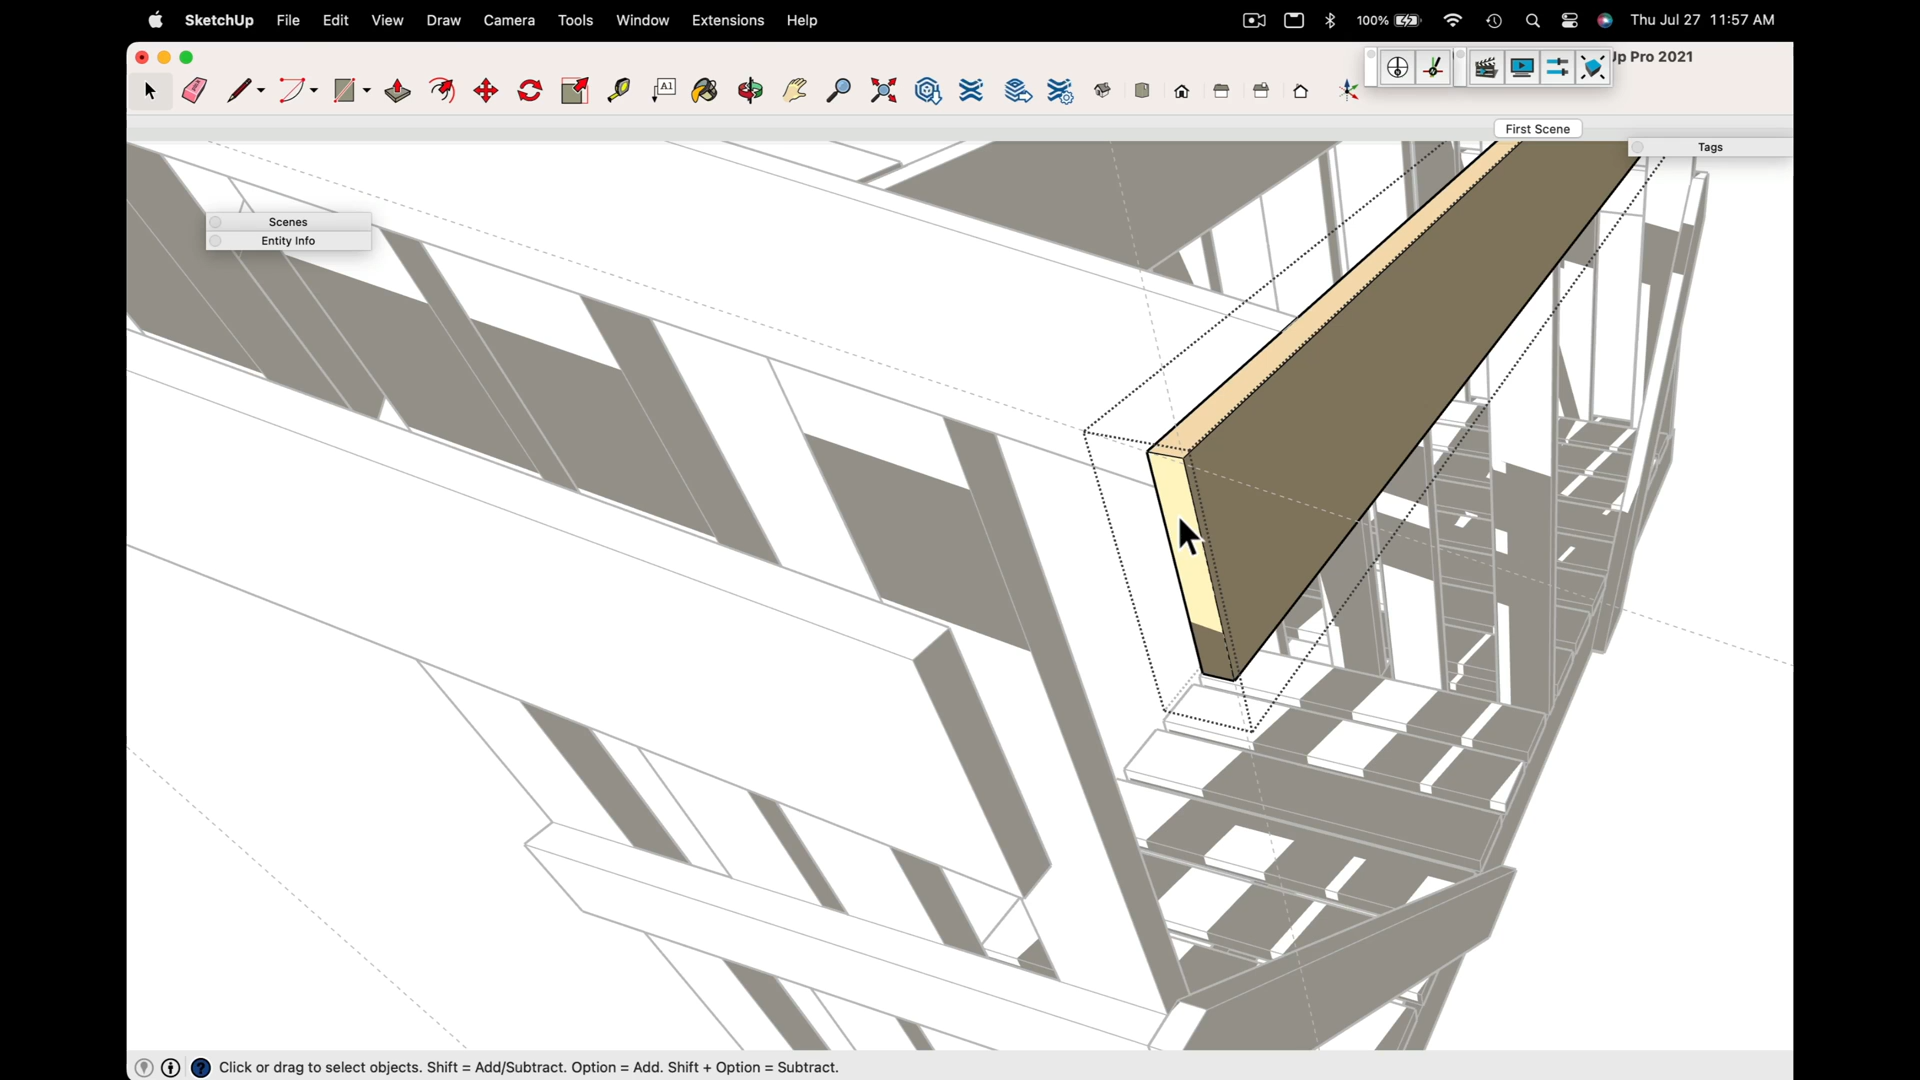 SketchUp File Edit View Draw Camera Tools Window Extensions Help 100% Thu Jul 27 11:57 AM
Up Pro 2021
A1
First Scene
Tags
Scenes
Entity Info
Click or drag to select objects. Shift = Add/Subtract. Option = Add. Shift + Option = Subtract.